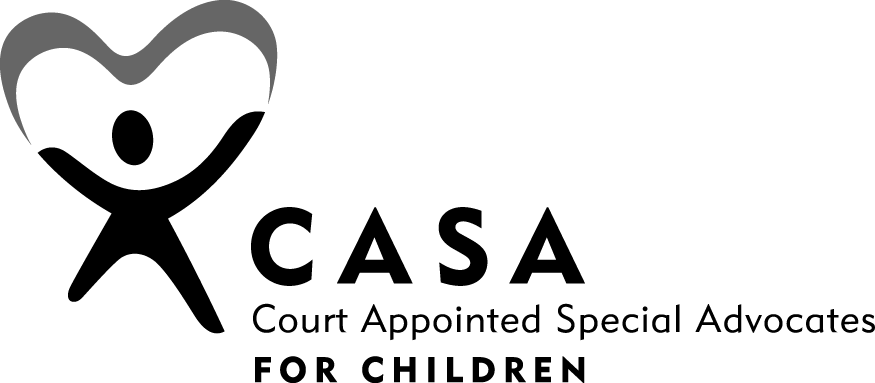 CASA
Court Appointed Special Advocates
FOR CHILDREN